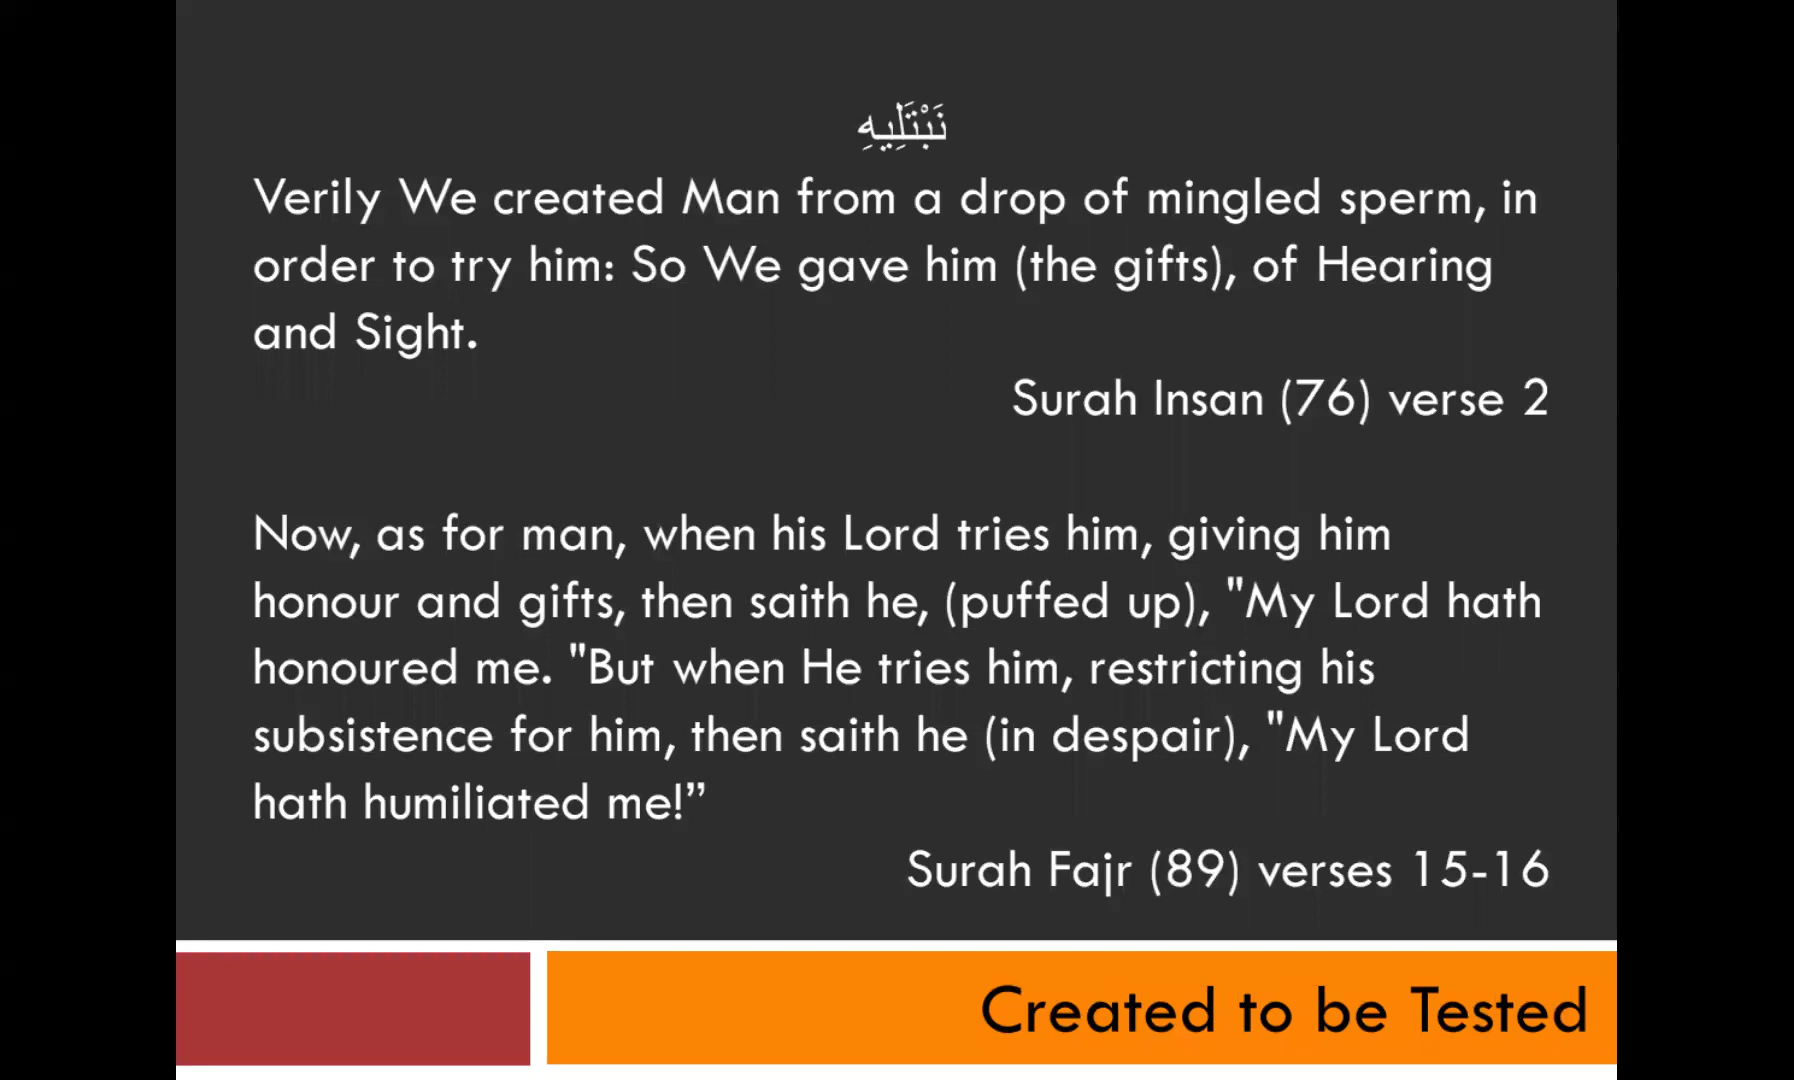 نَبْتَلِيهِ
Verily We created Man from a drop of mingled sperm, in
order to try him: So We gave him (the gifts), of Hearing
and Sight.
Surah Insan (76) verse 2
Now, as for man, when his Lord tries him, giving him
honour and gifts, then saith he, (puffed up), "My Lord hath
honoured me. "But when He tries him, restricting his
subsistence for him, then saith he (in despair), "My Lord
hath humiliated me!”
Surah Fajr (89) verses 15-16
Created to be Tested